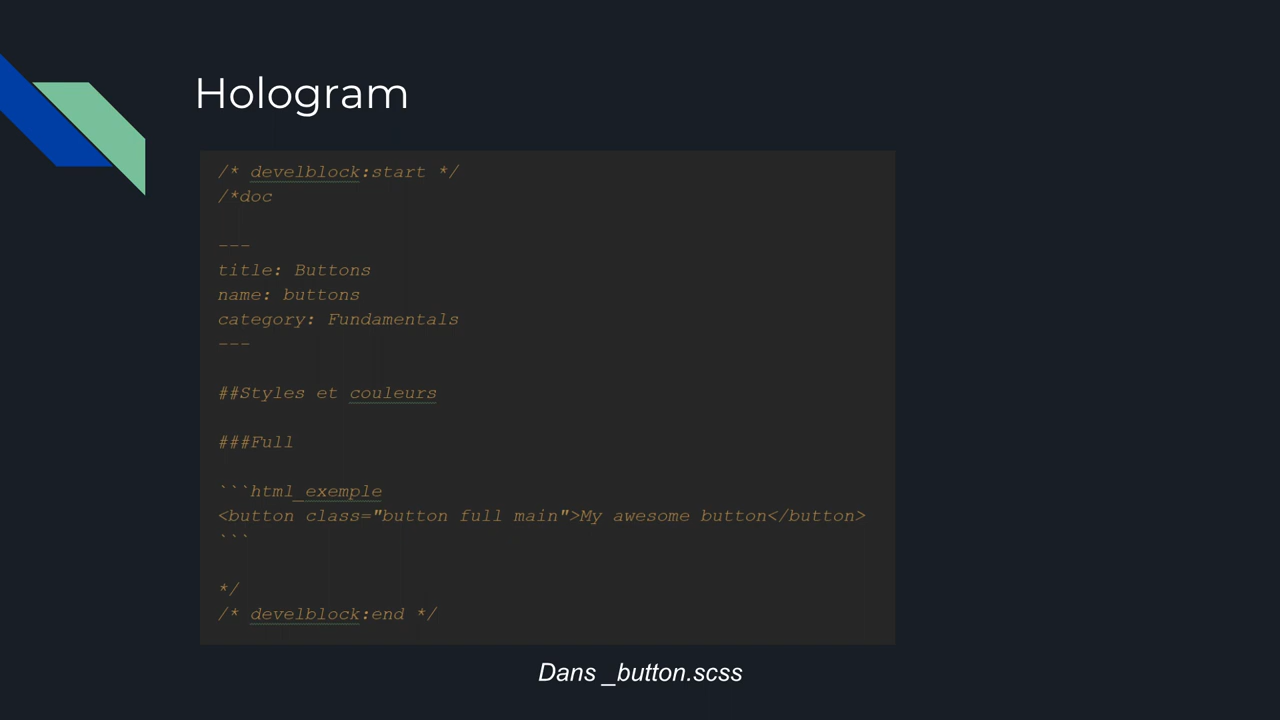 Hologram
/* develblock:start */
/*doc
---
title: Buttons
name: buttons
category: Fundamentals
---
##Styles et couleurs
###Full
```html_exemple
<button class="button full main">My awesome button</button>
```
*/
/* develblock:end */
Dans _button.scss